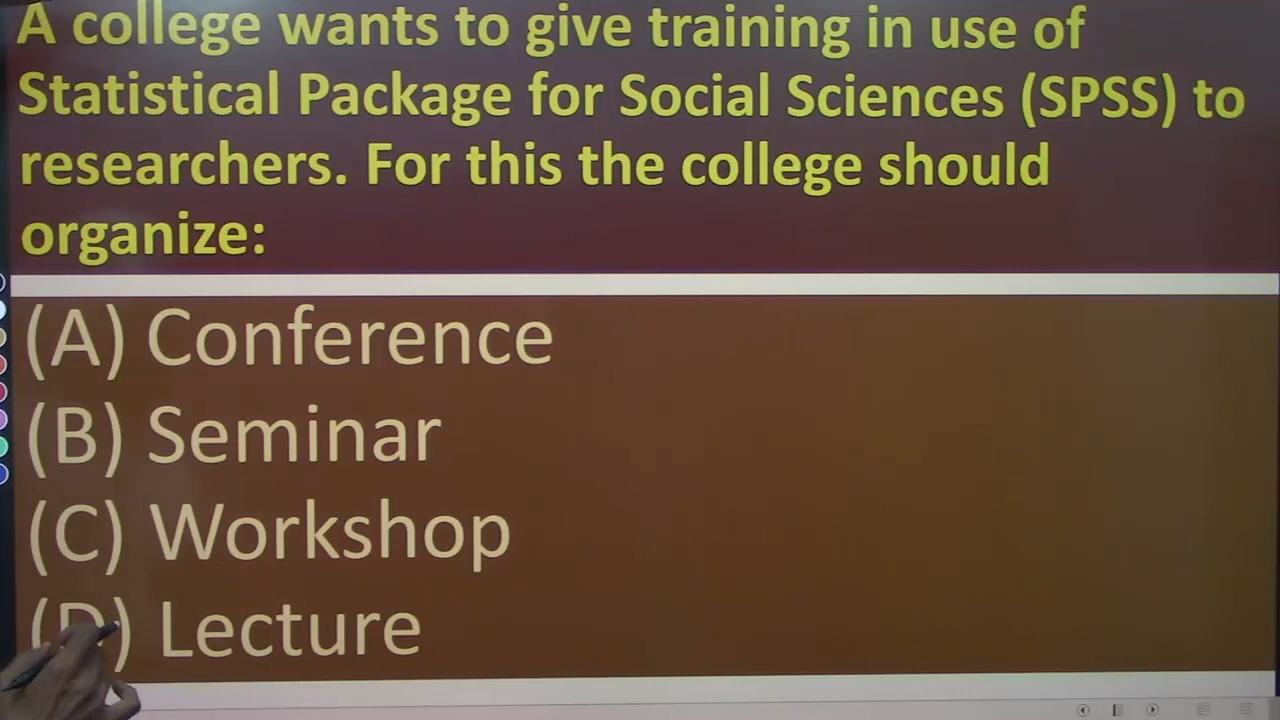 A college wants to give training in use of
Statistical Package for Social Sciences (SPSS) to
researchers. For this the college should
organize:
(A) Conference
(B) Seminar
(C) Workshop
(D) Lecture